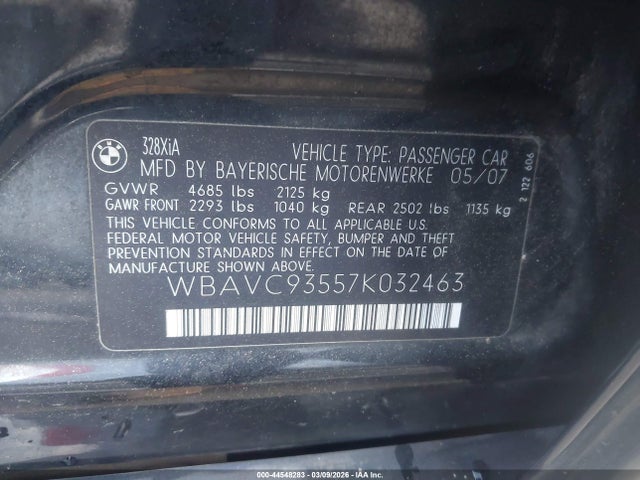 BMW
328XiA
VEHICLE TYPE: PASSENGER CAR
MFD BY BAYERISCHE MOTORENWERKE 05/07
GVWR 4685 lbs 2125 kg
GAWR FRONT 2293 lbs 1040 kg REAR 2502 lbs 1135 kg
THIS VEHICLE CONFORMS TO ALL APPLICABLE U.S.
FEDERAL MOTOR VEHICLE SAFETY, BUMPER AND THEFT
PREVENTION STANDARDS IN EFFECT ON THE DATE OF
MANUFACTURE SHOWN ABOVE.
WBAVC93557K032463
2 122 606
000-44548283 - 03/09/2026 - IAA Inc.